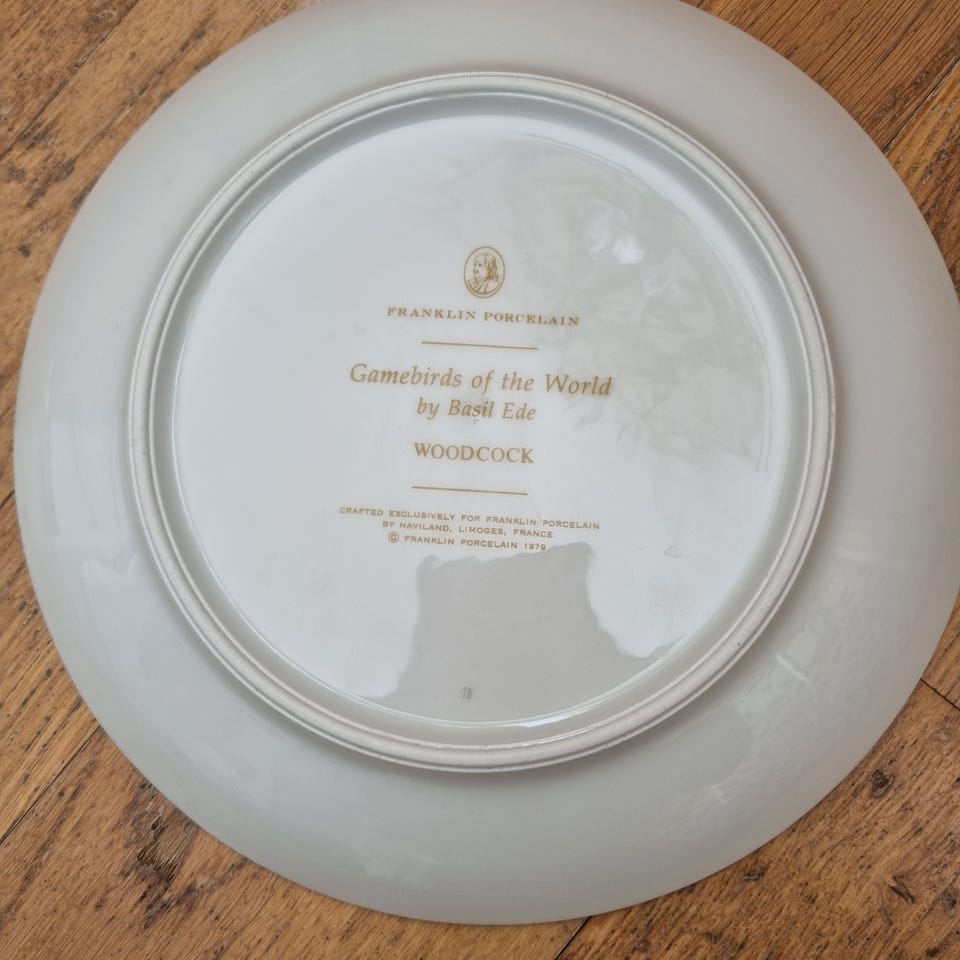 FRANKLIN PORCELAIN
Gamebirds of the World
by Basil Ede
WOODCOCK
CRAFTED EXCLUSIVELY FOR FRANKLIN PORCELAIN
BY HAVILAND, LIMOGES, FRANCE
© FRANKLIN PORCELAIN 1979
78